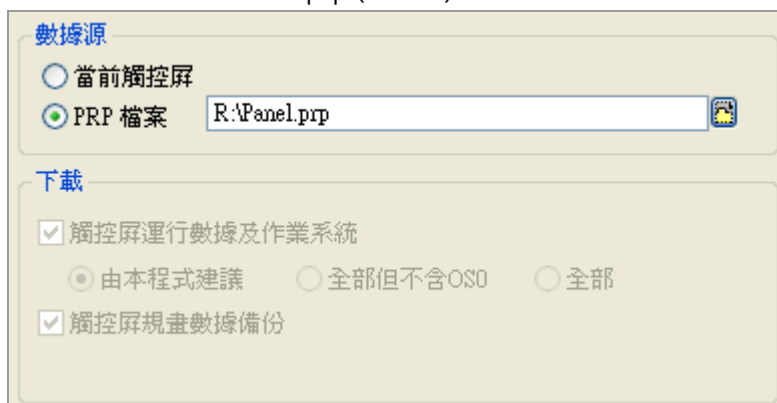 數據源
當前觸控屏
PRP 檔案 R:\Panel.prp
下載
觸控屏運行數據及作業系統
由本程式建議 全部但不含OS0 全部
觸控屏規畫數據備份